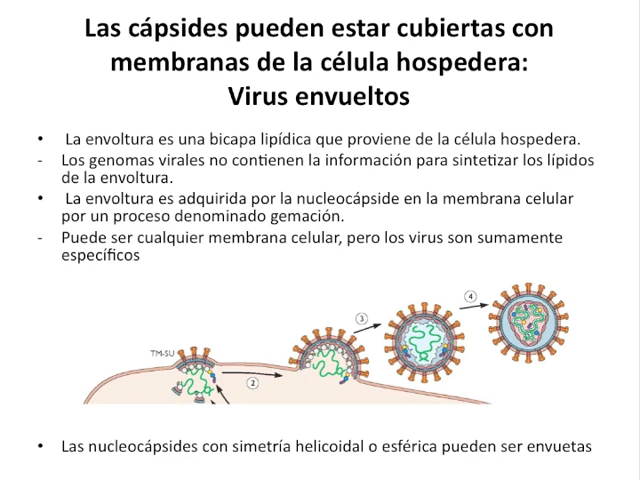 Las cápsides pueden estar cubiertas con
membranas de la célula hospedera:
Virus envueltos
• La envoltura es una bicapa lipídica que proviene de la célula hospedera.
- Los genomas virales no contienen la información para sintetizar los lípidos
de la envoltura.
• La envoltura es adquirida por la nucleocápside en la membrana celular
por un proceso denominado gemación.
- Puede ser cualquier membrana celular, pero los virus son sumamente
específicos
4
3
TM-SU
2
• Las nucleocápsides con simetría helicoidal o esférica pueden ser envuetas